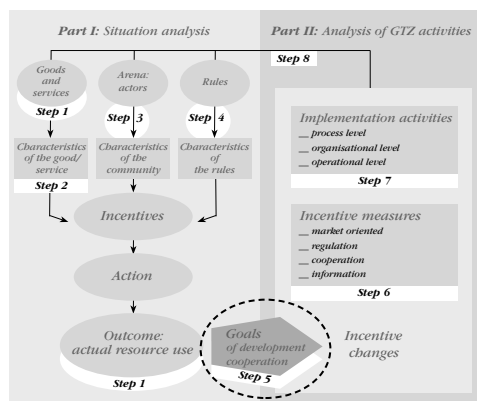 Part I: Situation analysis
Part II: Analysis of GTZ activities
Step 8
Goods
and
services
Step 1
Arena:
actors
Step 3
Rules
Step 4
Characteristics
of the good/
service
Step 2
Characteristics
of the
community
Characteristics
of
the rules
Incentives
Action
Outcome:
actual resource use
Step 1
Goals
of development
cooperation
Step 5
Implementation activities
__ process level
__ organisational level
__ operational level
Step 7
Incentive measures
__ market oriented
__ regulation
__ cooperation
__ information
Step 6
Incentive
changes